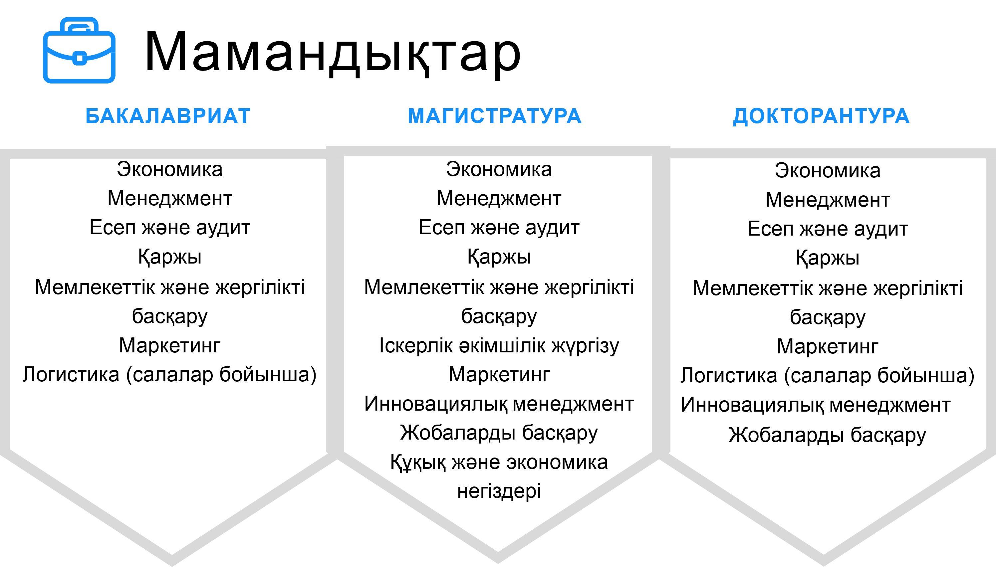 Мамандықтар
БАКАЛАВРИАТ
Экономика
Менеджмент
Есеп және аудит
Қаржы
Мемлекеттік және жергілікті
басқару
Маркетинг
Логистика (салалар бойынша)
МАГИСТРАТУРА
Экономика
Менеджмент
Есеп және аудит
Қаржы
Мемлекеттік және жергілікті
басқару
Іскерлік әкімшілік жүргізу
Маркетинг
Инновациялық менеджмент
Жобаларды басқару
Құқық және экономика
негіздері
ДОКТОРАНТУРА
Экономика
Менеджмент
Есеп және аудит
Қаржы
Мемлекеттік және жергілікті
басқару
Маркетинг
Логистика (салалар бойынша)
Инновациялық менеджмент
Жобаларды басқару